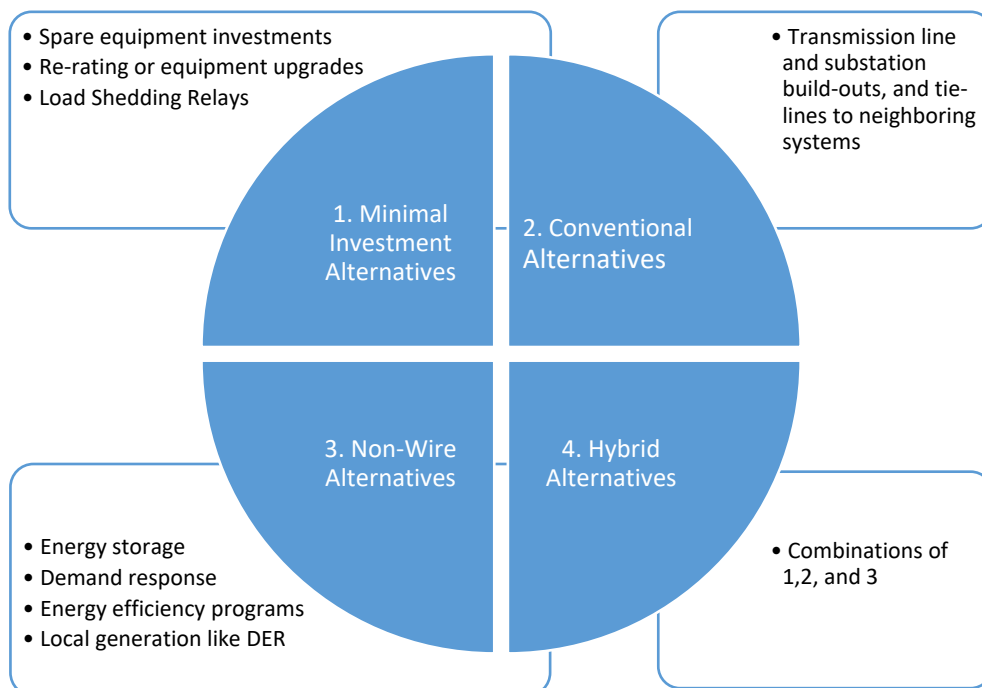 • Spare equipment investments
• Re-rating or equipment upgrades
• Load Shedding Relays
• Transmission line
and substation
build-outs, and tie-
lines to neighboring
systems
1. Minimal
Investment
Alternatives
2. Conventional
Alternatives
3. Non-Wire
Alternatives
4. Hybrid
Alternatives
• Energy storage
• Demand response
• Energy efficiency programs
• Local generation like DER
• Combinations of
1,2, and 3